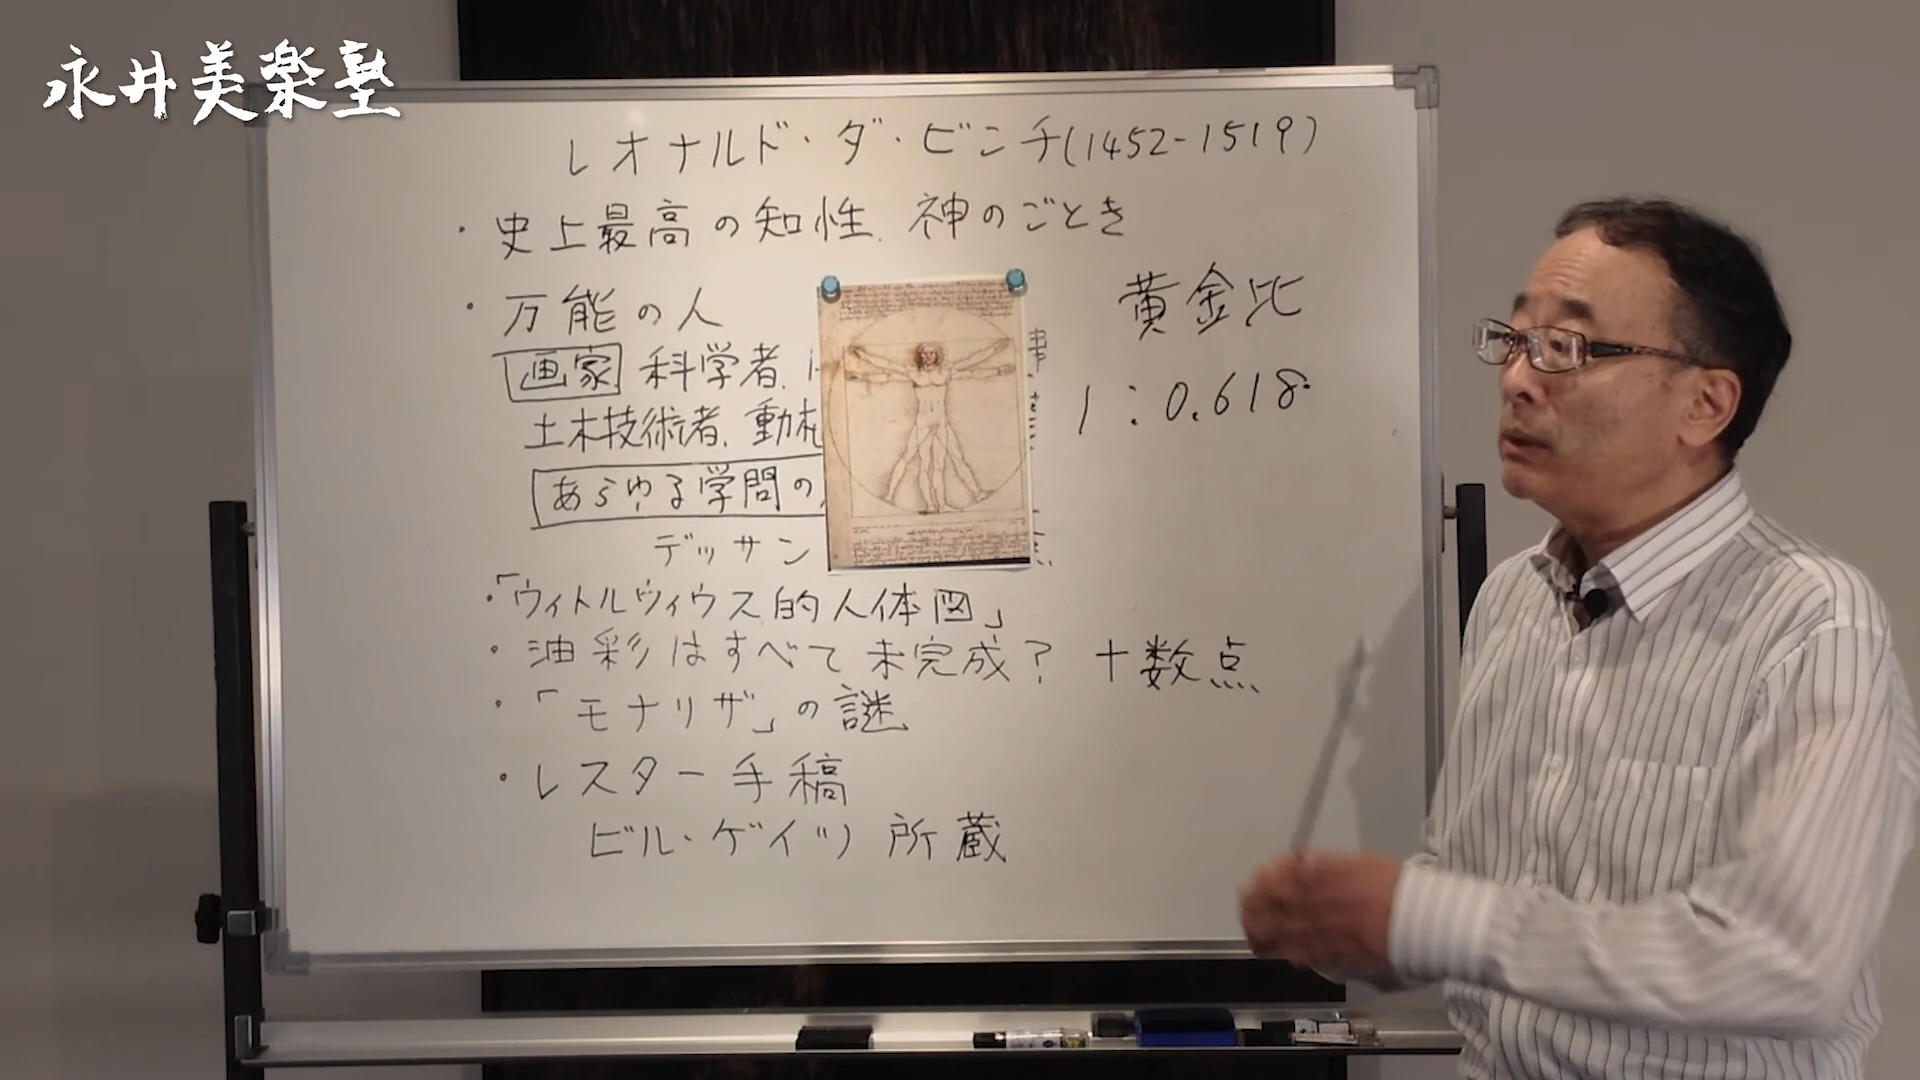 永井美楽塾
レオナルド・ダ・ビンチ(1452-1519)
・史上最高の知性、神のごとき
・万能の人
画家 科学者、
土木技術者、動
あらゆる学問の
デッサン
・「ウィトルウィウス的人体図」
・油彩はすべて未完成? 十数点
・「モナリザ」の謎
・レスター手稿
ビル・ゲイツ所蔵
黄金比
1:0.618